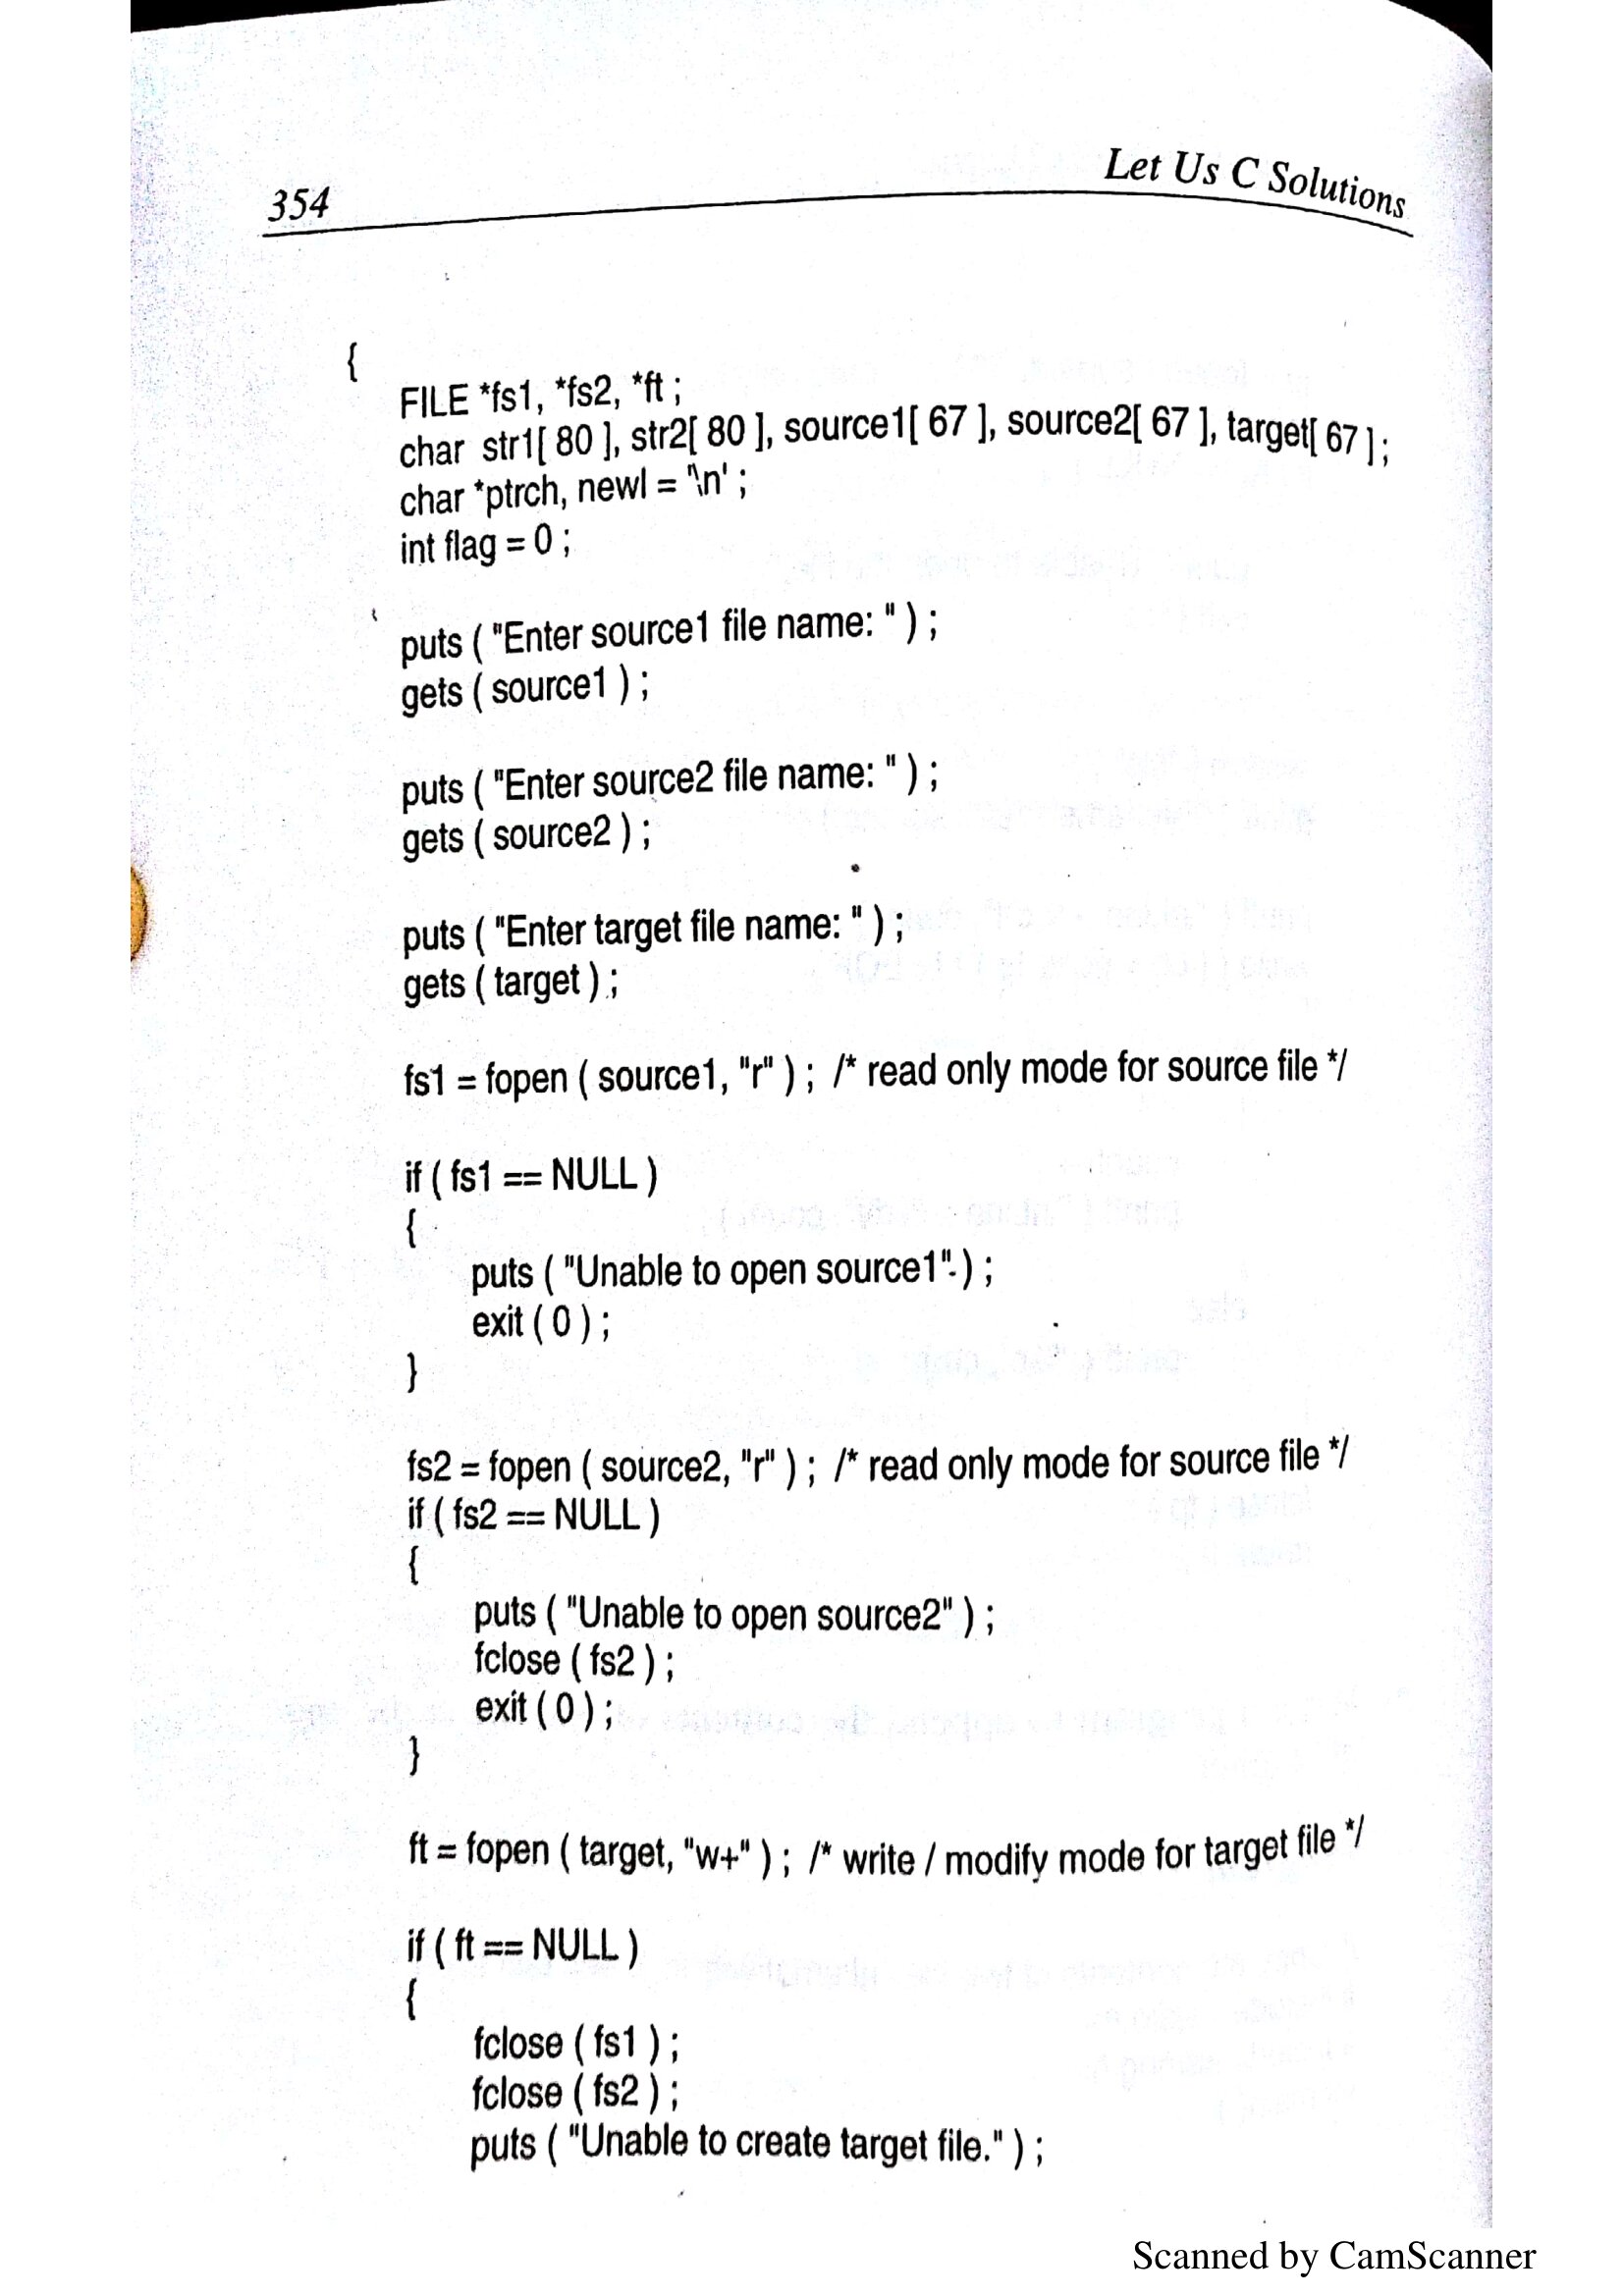 354
Let Us C Solutions
{
FILE *fs1, *fs2, *ft ;
char str1[ 80 ], str2[ 80 ], source1[ 67 ], source2[ 67 ], target[ 67 ] ;
char *ptrch, newl = '\n' ;
int flag = 0 ;
puts ( "Enter source1 file name: " ) ;
gets ( source1 ) ;
puts ( "Enter source2 file name: " ) ;
gets ( source2 ) ;
puts ( "Enter target file name: " ) ;
gets ( target ) ;
fs1 = fopen ( source1, "r" ) ; /* read only mode for source file */
if ( fs1 == NULL )
{
puts ( "Unable to open source1" ) ;
exit ( 0 ) ;
}
fs2 = fopen ( source2, "r" ) ; /* read only mode for source file */
if ( fs2 == NULL )
{
puts ( "Unable to open source2" ) ;
fclose ( fs2 ) ;
exit ( 0 ) ;
}
ft = fopen ( target, "w+" ) ; /* write / modify mode for target file */
if ( ft == NULL )
{
fclose ( fs1 ) ;
fclose ( fs2 ) ;
puts ( "Unable to create target file." ) ;
Scanned by CamScanner